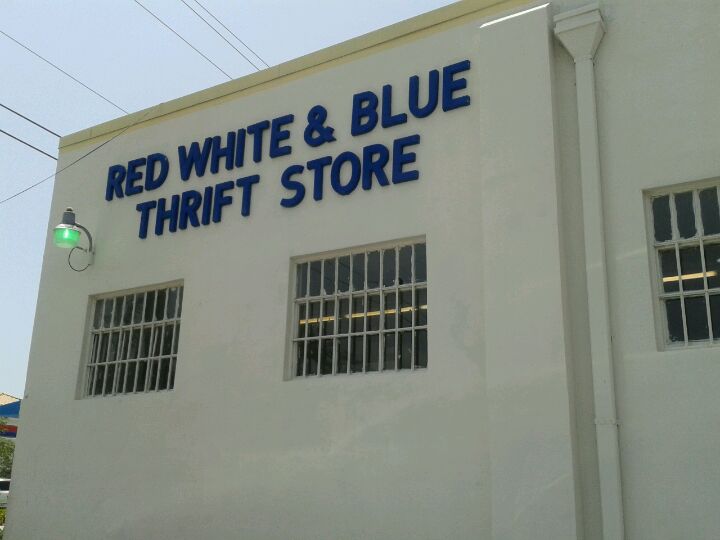 RED WHITE & BLUE
THRIFT STORE